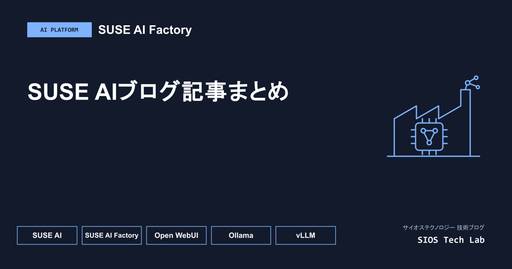 AI PLATFORM
SUSE AI Factory
SUSE AIブログ記事まとめ
SUSE AI
SUSE AI Factory
Open WebUI
Ollama
vLLM
サイオステクノロジー 技術ブログ
SIOS Tech Lab